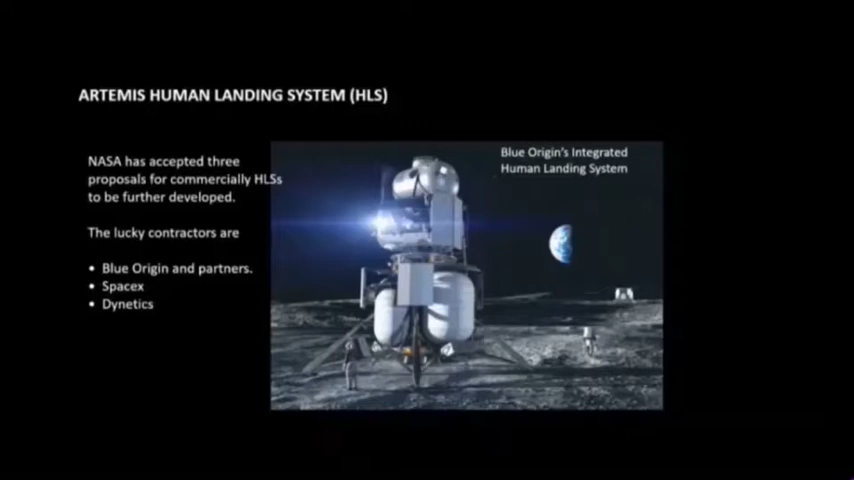 ARTEMIS HUMAN LANDING SYSTEM (HLS)
NASA has accepted three
proposals for commercially HLSs
to be further developed.
The lucky contractors are
• Blue Origin and partners.
• Spacex
• Dynetics
Blue Origin's Integrated
Human Landing System